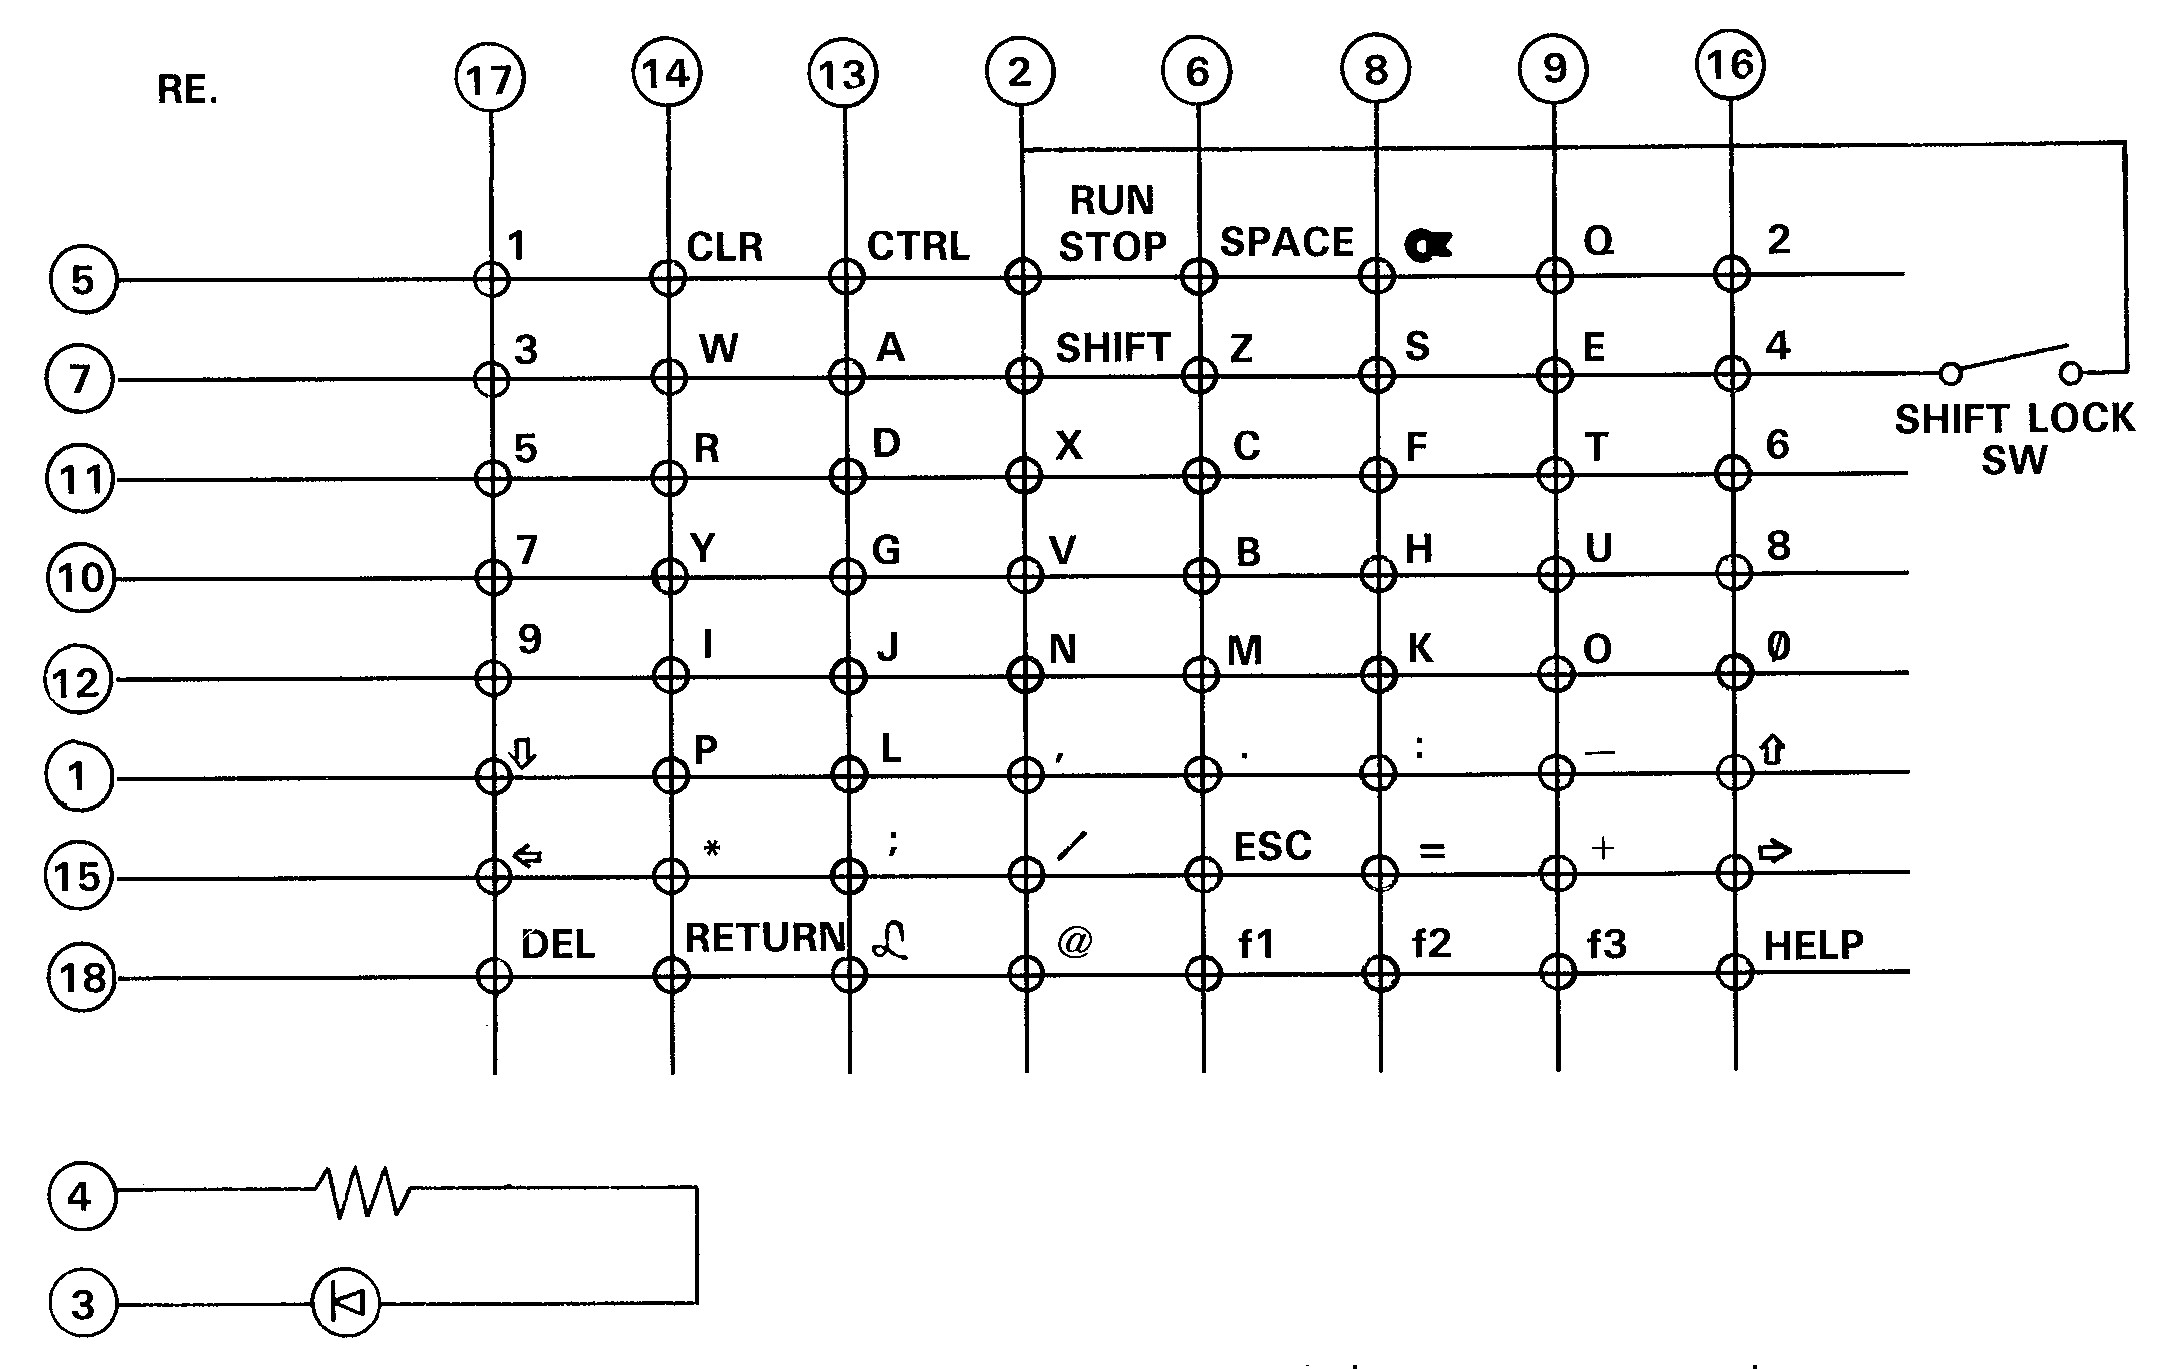 RE. 17 14 13 2 6 8 9 16
RUN
5 1 CLR CTRL STOP SPACE Q 2
7 3 W A SHIFT Z S E 4
SHIFT LOCK
SW
11 5 R D X C F T 6
10 7 Y G V B H U 8
12 9 I J N M K O 0
1 ⇩ P L , . : — ⇧
15 ⇦ * ; / ESC = + ⇨
18 DEL RETURN £ @ f1 f2 f3 HELP
4
3